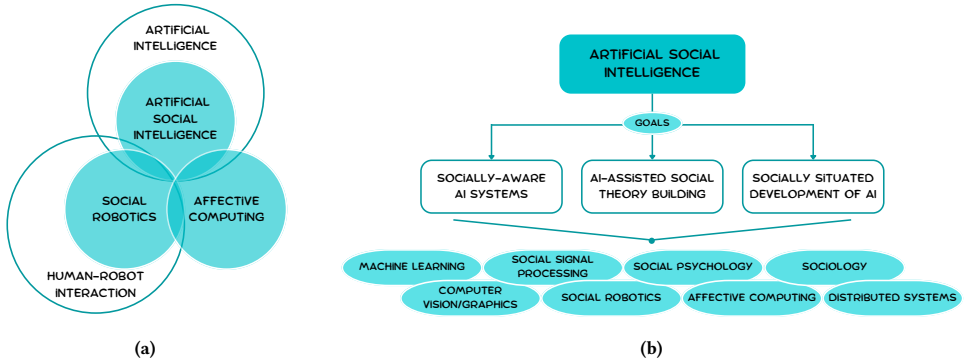 ARTIFICIAL
INTELLIGENCE
ARTIFICIAL
SOCIAL
INTELLIGENCE
SOCIAL
ROBOTICS
AFFECTIVE
COMPUTING
HUMAN-ROBOT
INTERACTION
(a)
ARTIFICIAL SOCIAL
INTELLIGENCE
GOALS
SOCIALLY-AWARE
AI SYSTEMS
AI-ASSISTED SOCIAL
THEORY BUILDING
SOCIALLY SITUATED
DEVELOPMENT OF AI
MACHINE LEARNING
SOCIAL SIGNAL
PROCESSING
SOCIAL PSYCHOLOGY
SOCIOLOGY
COMPUTER
VISION/GRAPHICS
SOCIAL ROBOTICS
AFFECTIVE COMPUTING
DISTRIBUTED SYSTEMS
(b)